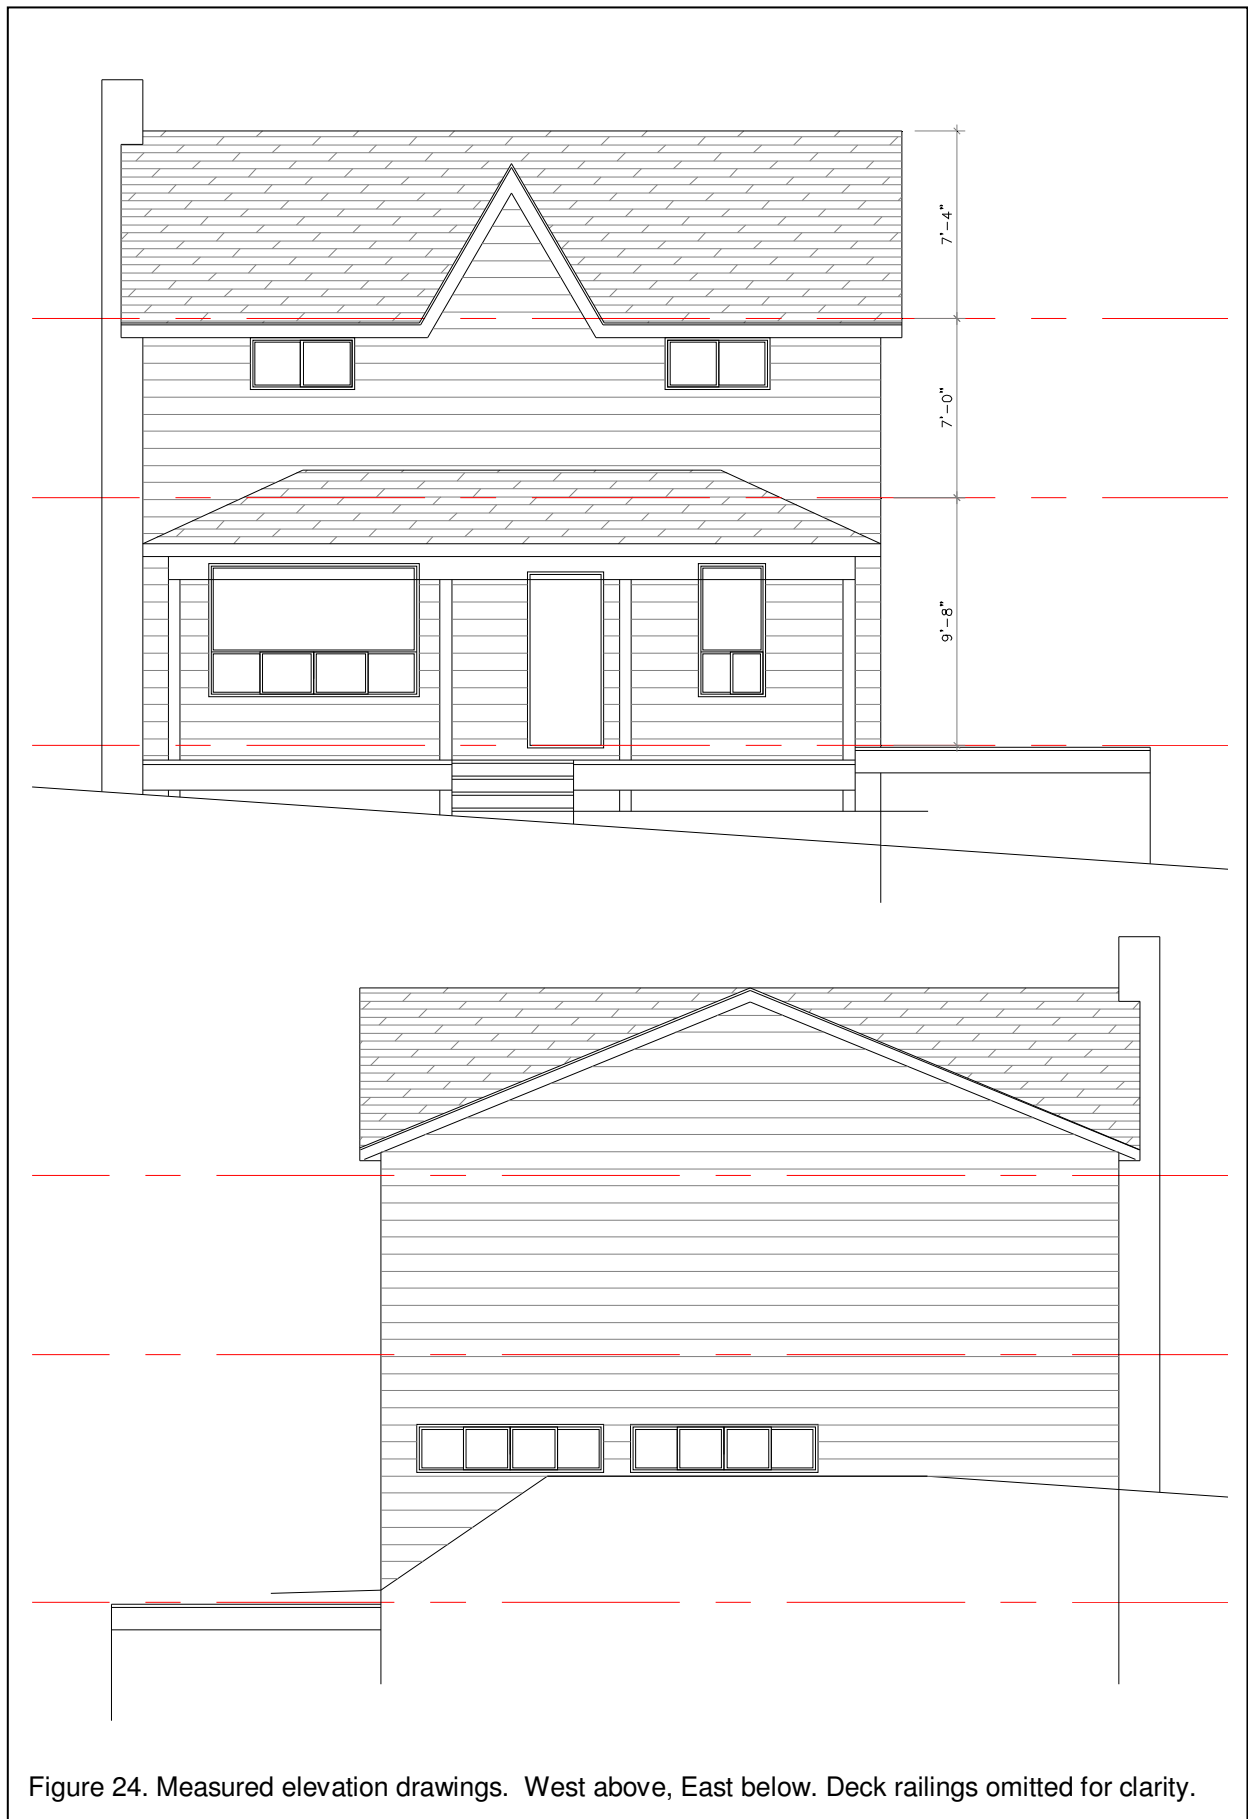 7'-4"
7'-0"
9'-8"
Figure 24. Measured elevation drawings.  West above, East below. Deck railings omitted for clarity.